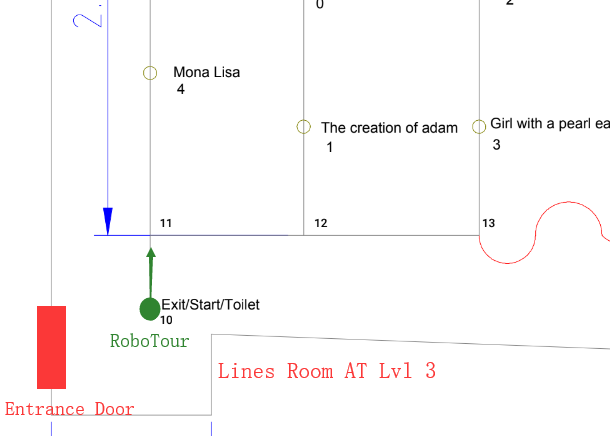 0
2
2.
Mona Lisa
4
The creation of adam
1
Girl with a pearl ea
3
11
12
13
Exit/Start/Toilet
10
RoboTour
Lines Room AT Lvl 3
Entrance Door